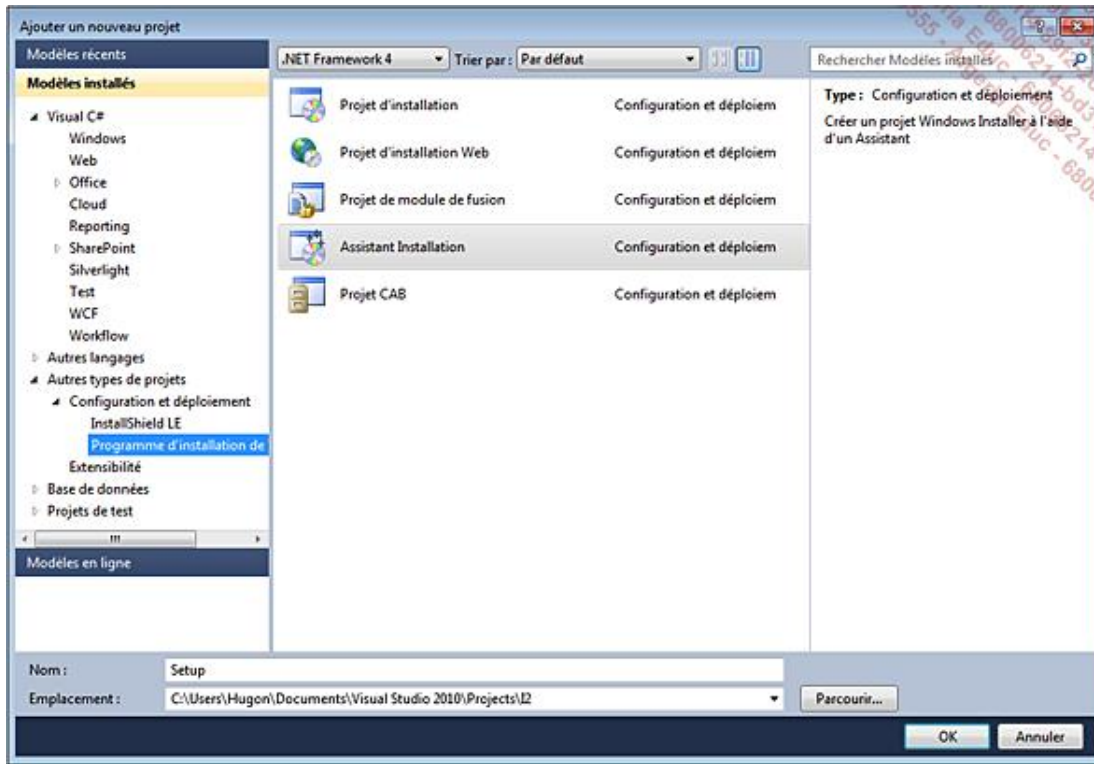 Ajouter un nouveau projet
Modèles récents
.NET Framework 4
Trier par : Par défaut
Rechercher Modèles installés
Modèles installés
Visual C#
Windows
Web
Office
Cloud
Reporting
SharePoint
Silverlight
Test
WCF
Workflow
Autres langages
Autres types de projets
Configuration et déploiement
InstallShield LE
Programme d'installation de
Extensibilité
Base de données
Projets de test
Modèles en ligne
Projet d'installation Configuration et déploiem
Projet d'installation Web Configuration et déploiem
Projet de module de fusion Configuration et déploiem
Assistant Installation Configuration et déploiem
Projet CAB Configuration et déploiem
Type : Configuration et déploiement
Créer un projet Windows Installer à l'aide
d'un Assistant
Nom : Setup
Emplacement : C:\Users\Hugon\Documents\Visual Studio 2010\Projects\I2
Parcourir...
OK Annuler